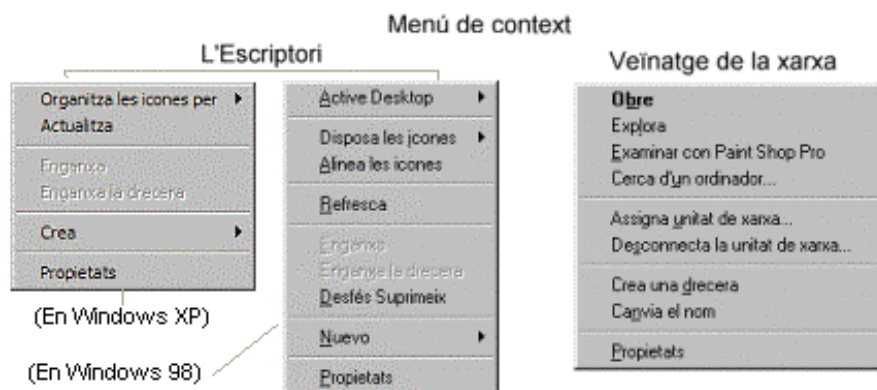 Menú de context
L'Escriptori
Organitza les icones per
Actualitza
Enganxa
Enganxa la drecera
Crea
Propietats
(En Windows XP)
Active Desktop
Disposa les icones
Alinea les icones
Refresca
Enganxa
Enganxa la drecera
Desfés Suprimeix
Nuevo
Propietats
(En Windows 98)
Veïnatge de la xarxa
Obre
Explora
Examinar con Paint Shop Pro
Cerca d'un ordinador...
Assigna unitat de xarxa...
Desconnecta la unitat de xarxa...
Crea una drecera
Canvia el nom
Propietats